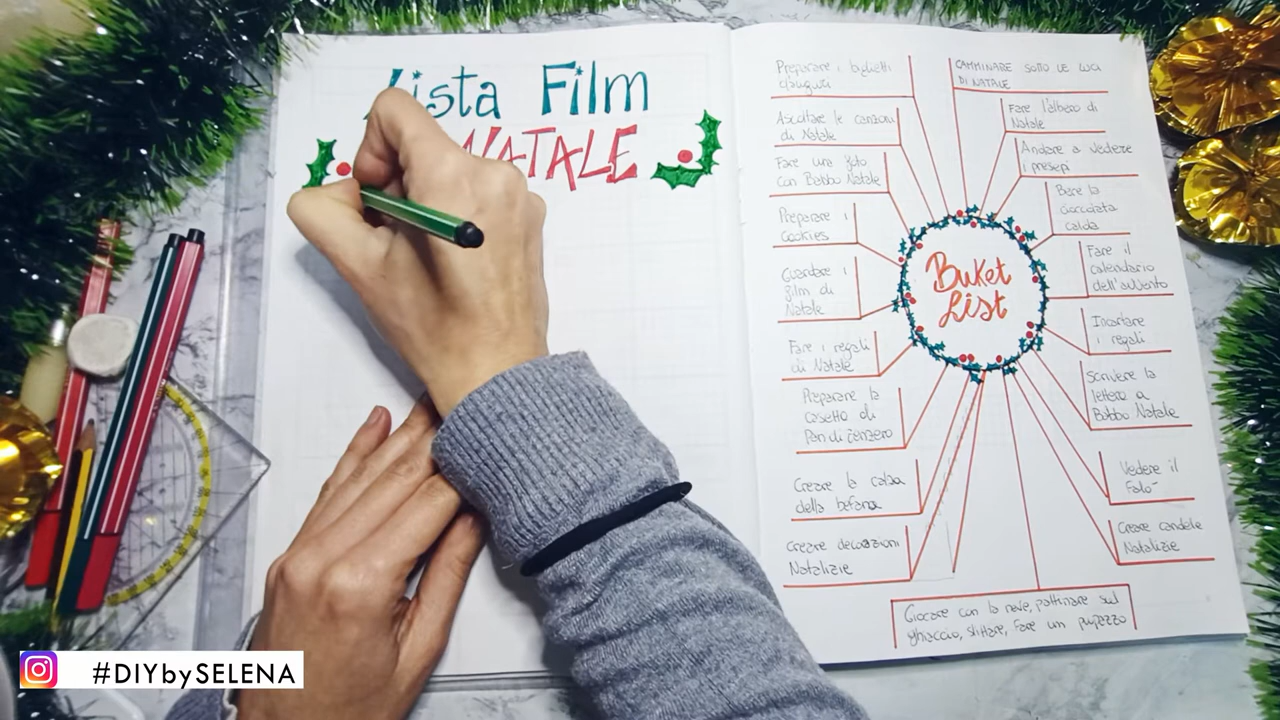 Lista Film
NATALE
Preparare i biglietti
d'auguri
Ascoltare le canzoni
di Natale
Fare una foto
con Babbo Natale
Preparare i
Cookies
Guardare i
film di
Natale
Fare i regali
di Natale
Preparare la
casetta di
Pan di zenzero
Creare la calza
della befana
Creare decorazioni
Natalizie
CAMMINARE SOTTO LE LUCI
DI NATALE
Fare l'albero di
Natale
Andare a vedere
i presepi
Bere la
cioccolata
calda
Fare il
calendario
dell'avvento
Incartare
i regali
Scrivere la
lettera a
Babbo Natale
Vedere il
Falò
Creare candele
Natalizie
Buket
List
Giocare con la neve, pattinare sul
ghiaccio, slittare, fare un pupazzo
#DIYbySELENA